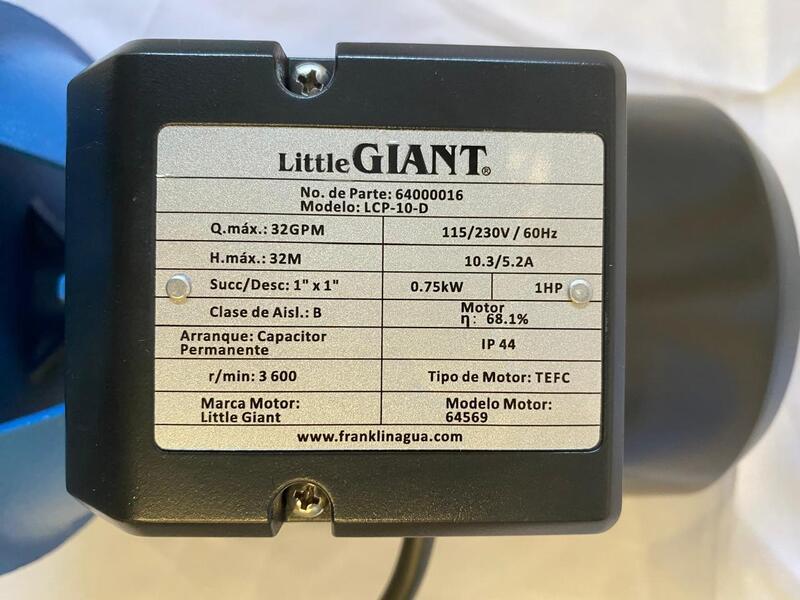 Little GIANT®
No. de Parte: 64000016
Modelo: LCP-10-D
Q.máx.: 32GPM
115/230V / 60Hz
H.máx.: 32M
10.3/5.2A
Succ/Desc: 1" x 1"
0.75kW
1HP
Clase de Aisl.: B
Motor
η: 68.1%
Arranque: Capacitor
Permanente
IP 44
r/min: 3 600
Tipo de Motor: TEFC
Marca Motor:
Little Giant
Modelo Motor:
64569
www.franklinagua.com